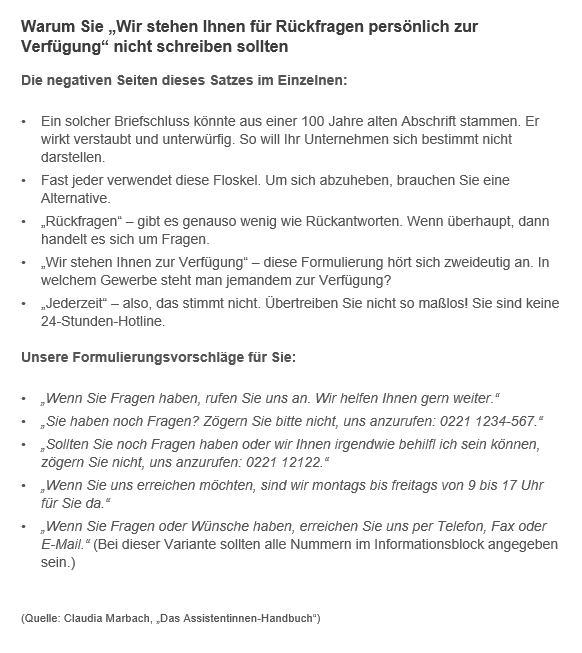 Warum Sie „Wir stehen Ihnen für Rückfragen persönlich zur
Verfügung“ nicht schreiben sollten
Die negativen Seiten dieses Satzes im Einzelnen:
• Ein solcher Briefschluss könnte aus einer 100 Jahre alten Abschrift stammen. Er
wirkt verstaubt und unterwürfig. So will Ihr Unternehmen sich bestimmt nicht
darstellen.
• Fast jeder verwendet diese Floskel. Um sich abzuheben, brauchen Sie eine
Alternative.
• „Rückfragen“ – gibt es genauso wenig wie Rückantworten. Wenn überhaupt, dann
handelt es sich um Fragen.
• „Wir stehen Ihnen zur Verfügung“ – diese Formulierung hört sich zweideutig an. In
welchem Gewerbe steht man jemandem zur Verfügung?
• „Jederzeit“ – also, das stimmt nicht. Übertreiben Sie nicht so maßlos! Sie sind keine
24-Stunden-Hotline.
Unsere Formulierungsvorschläge für Sie:
• „Wenn Sie Fragen haben, rufen Sie uns an. Wir helfen Ihnen gern weiter.“
• „Sie haben noch Fragen? Zögern Sie bitte nicht, uns anzurufen: 0221 1234-567.“
• „Sollten Sie noch Fragen haben oder wir Ihnen irgendwie behilfl ich sein können,
zögern Sie nicht, uns anzurufen: 0221 12122.“
• „Wenn Sie uns erreichen möchten, sind wir montags bis freitags von 9 bis 17 Uhr
für Sie da.“
• „Wenn Sie Fragen oder Wünsche haben, erreichen Sie uns per Telefon, Fax oder
E-Mail.“ (Bei dieser Variante sollten alle Nummern im Informationsblock angegeben
sein.)
(Quelle: Claudia Marbach, „Das Assistentinnen-Handbuch“)